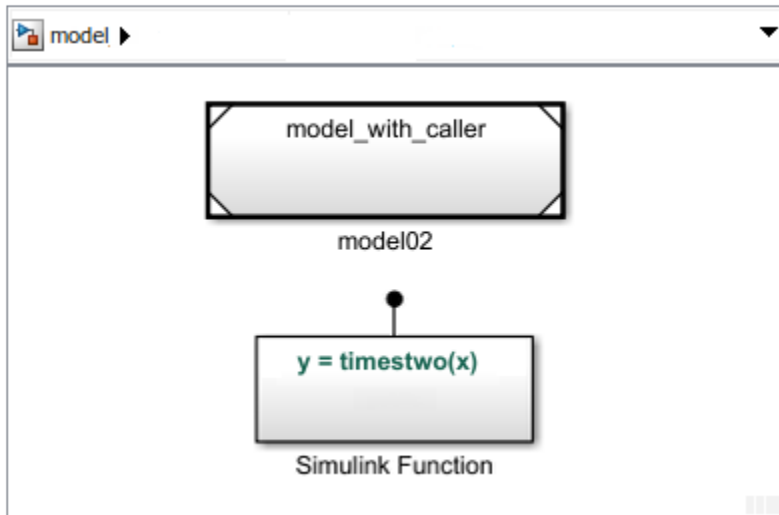 model
model_with_caller
model02
y = timestwo(x)
Simulink Function